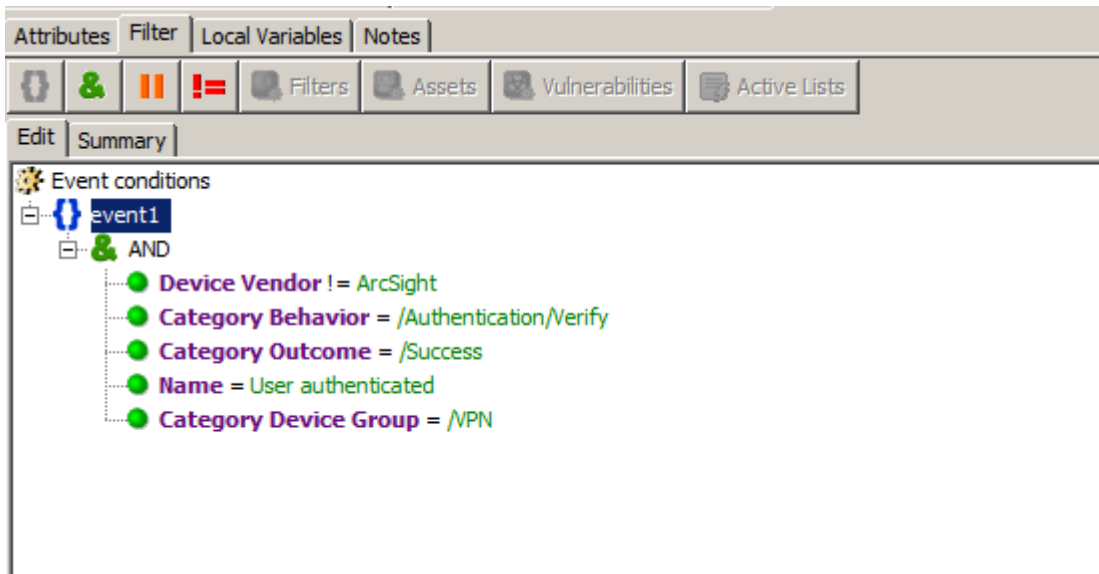 Attributes Filter Local Variables Notes
{} & || != Filters Assets Vulnerabilities Active Lists
Edit Summary
Event conditions
{} event1
& AND
Device Vendor != ArcSight
Category Behavior = /Authentication/Verify
Category Outcome = /Success
Name = User authenticated
Category Device Group = /VPN